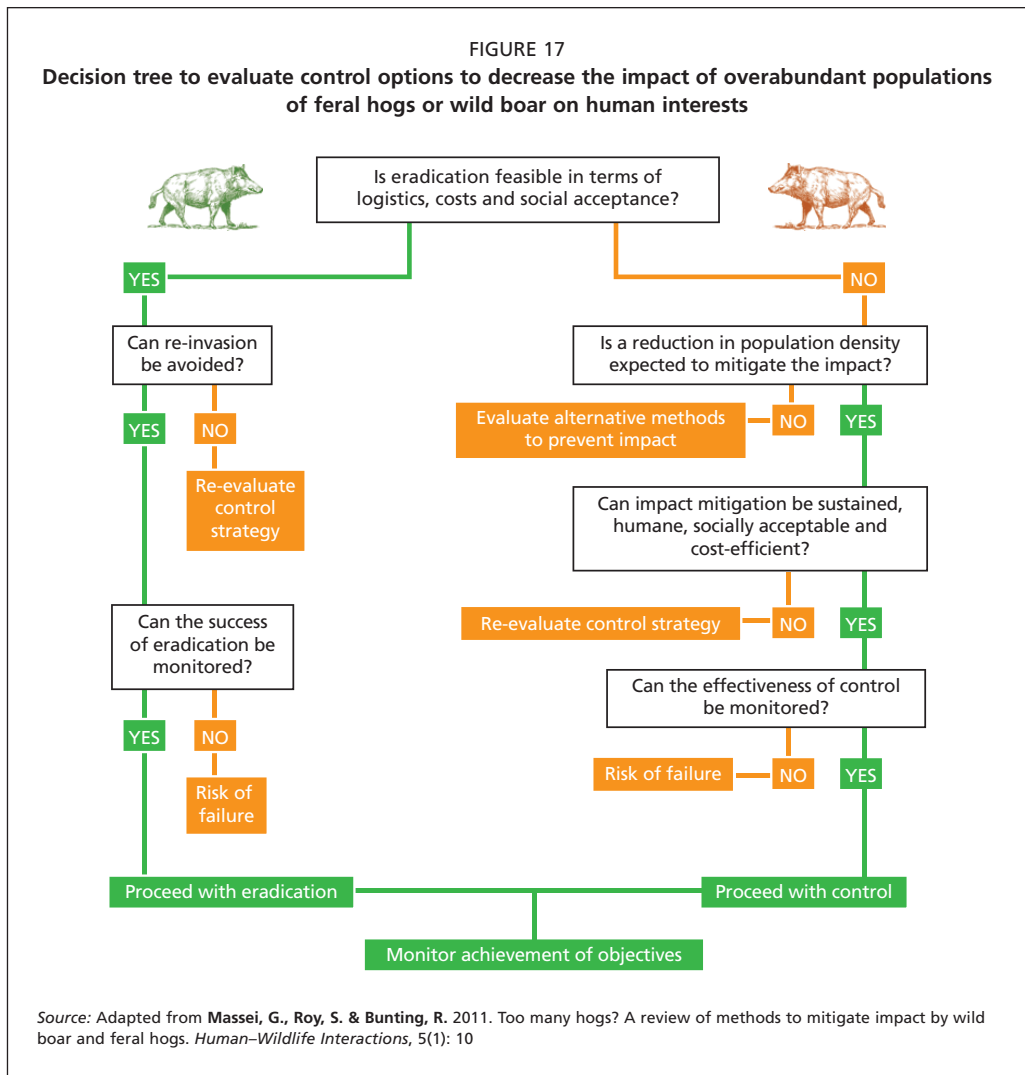 FIGURE 17
Decision tree to evaluate control options to decrease the impact of overabundant populations
of feral hogs or wild boar on human interests
Is eradication feasible in terms of
logistics, costs and social acceptance?
YES
NO
Can re-invasion
be avoided?
YES
NO
Re-evaluate
control
strategy
Can the success
of eradication be
monitored?
YES
NO
Risk of
failure
Proceed with eradication
Is a reduction in population density
expected to mitigate the impact?
Evaluate alternative methods
to prevent impact
NO
YES
Can impact mitigation be sustained,
humane, socially acceptable and
cost-efficient?
Re-evaluate control strategy
NO
YES
Can the effectiveness of control
be monitored?
Risk of failure
NO
YES
Proceed with control
Monitor achievement of objectives
Source: Adapted from Massei, G., Roy, S. & Bunting, R. 2011. Too many hogs? A review of methods to mitigate impact by wild
boar and feral hogs. Human–Wildlife Interactions, 5(1): 10